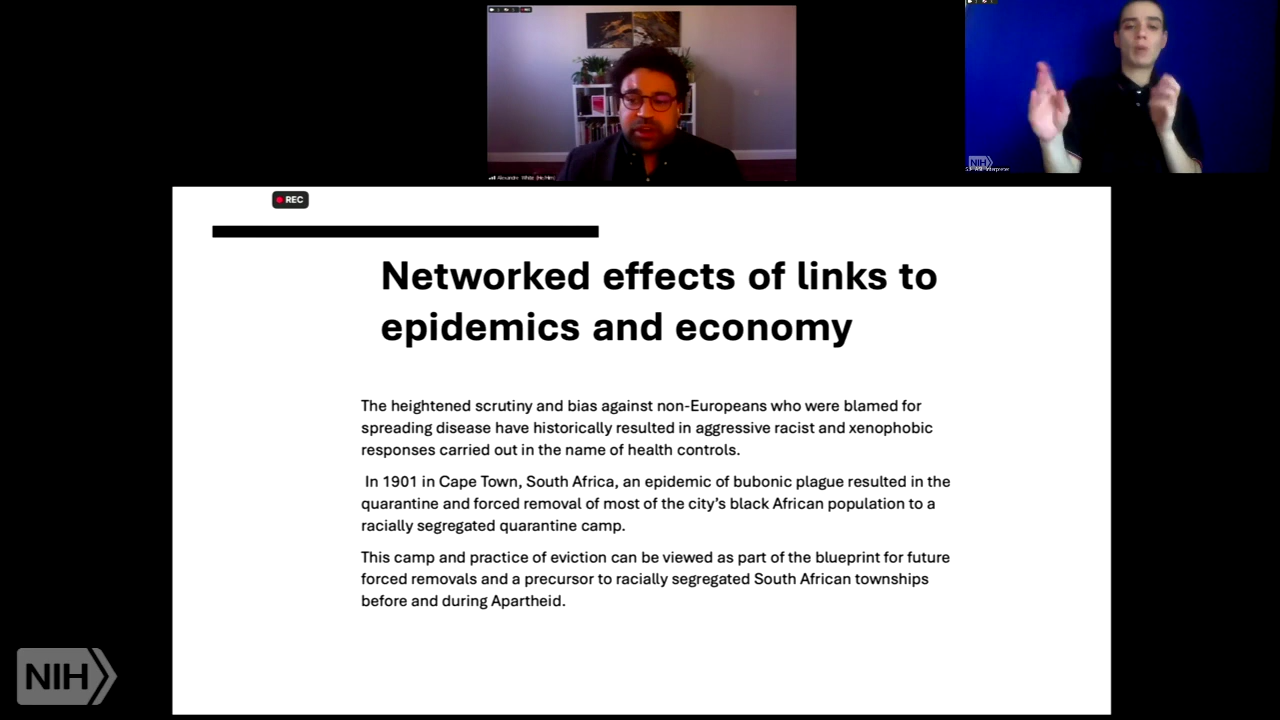 Alexandre White (he/him)
NIH
REC
Networked effects of links to
epidemics and economy
The heightened scrutiny and bias against non-Europeans who were blamed for
spreading disease have historically resulted in aggressive racist and xenophobic
responses carried out in the name of health controls.
In 1901 in Cape Town, South Africa, an epidemic of bubonic plague resulted in the
quarantine and forced removal of most of the city's black African population to a
racially segregated quarantine camp.
This camp and practice of eviction can be viewed as part of the blueprint for future
forced removals and a precursor to racially segregated South African townships
before and during Apartheid.
NIH